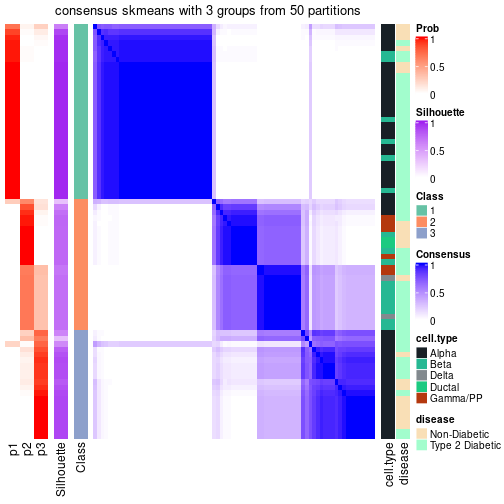 consensus skmeans with 3 groups from 50 partitions
p1
p2
p3
Silhouette
Class
cell.type
disease
Prob
1
0.5
0
Silhouette
1
0.5
0
Class
1
2
3
Consensus
1
0.5
0
cell.type
Alpha
Beta
Delta
Ductal
Gamma/PP
disease
Non-Diabetic
Type 2 Diabetic